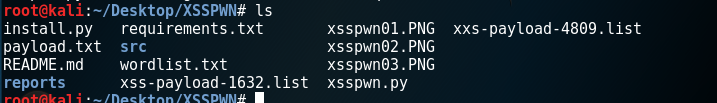 root@kali:~/Desktop/XSSPWN# ls
install.py requirements.txt xsspwn01.PNG xxs-payload-4809.list
payload.txt src xsspwn02.PNG
README.md wordlist.txt xsspwn03.PNG
reports xss-payload-1632.list xsspwn.py
root@kali:~/Desktop/XSSPWN#